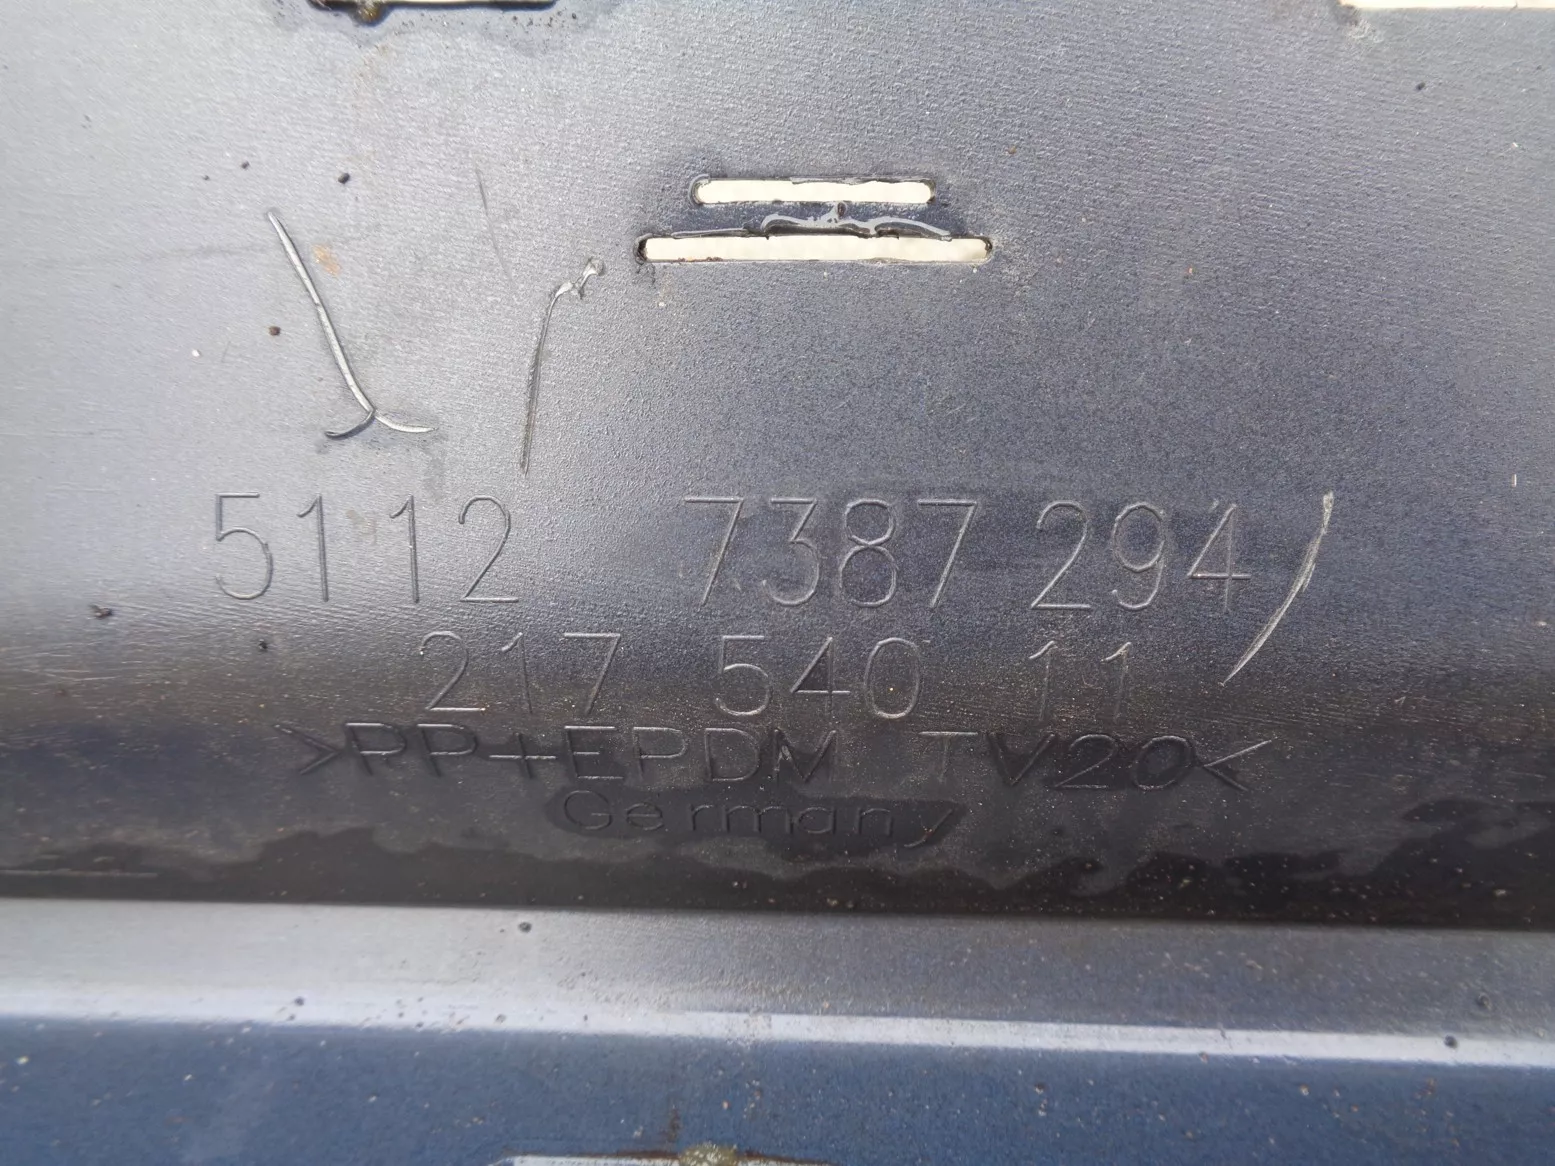 5112 7387 294
217 540 11
>PP+EPDM TV20<
Germany